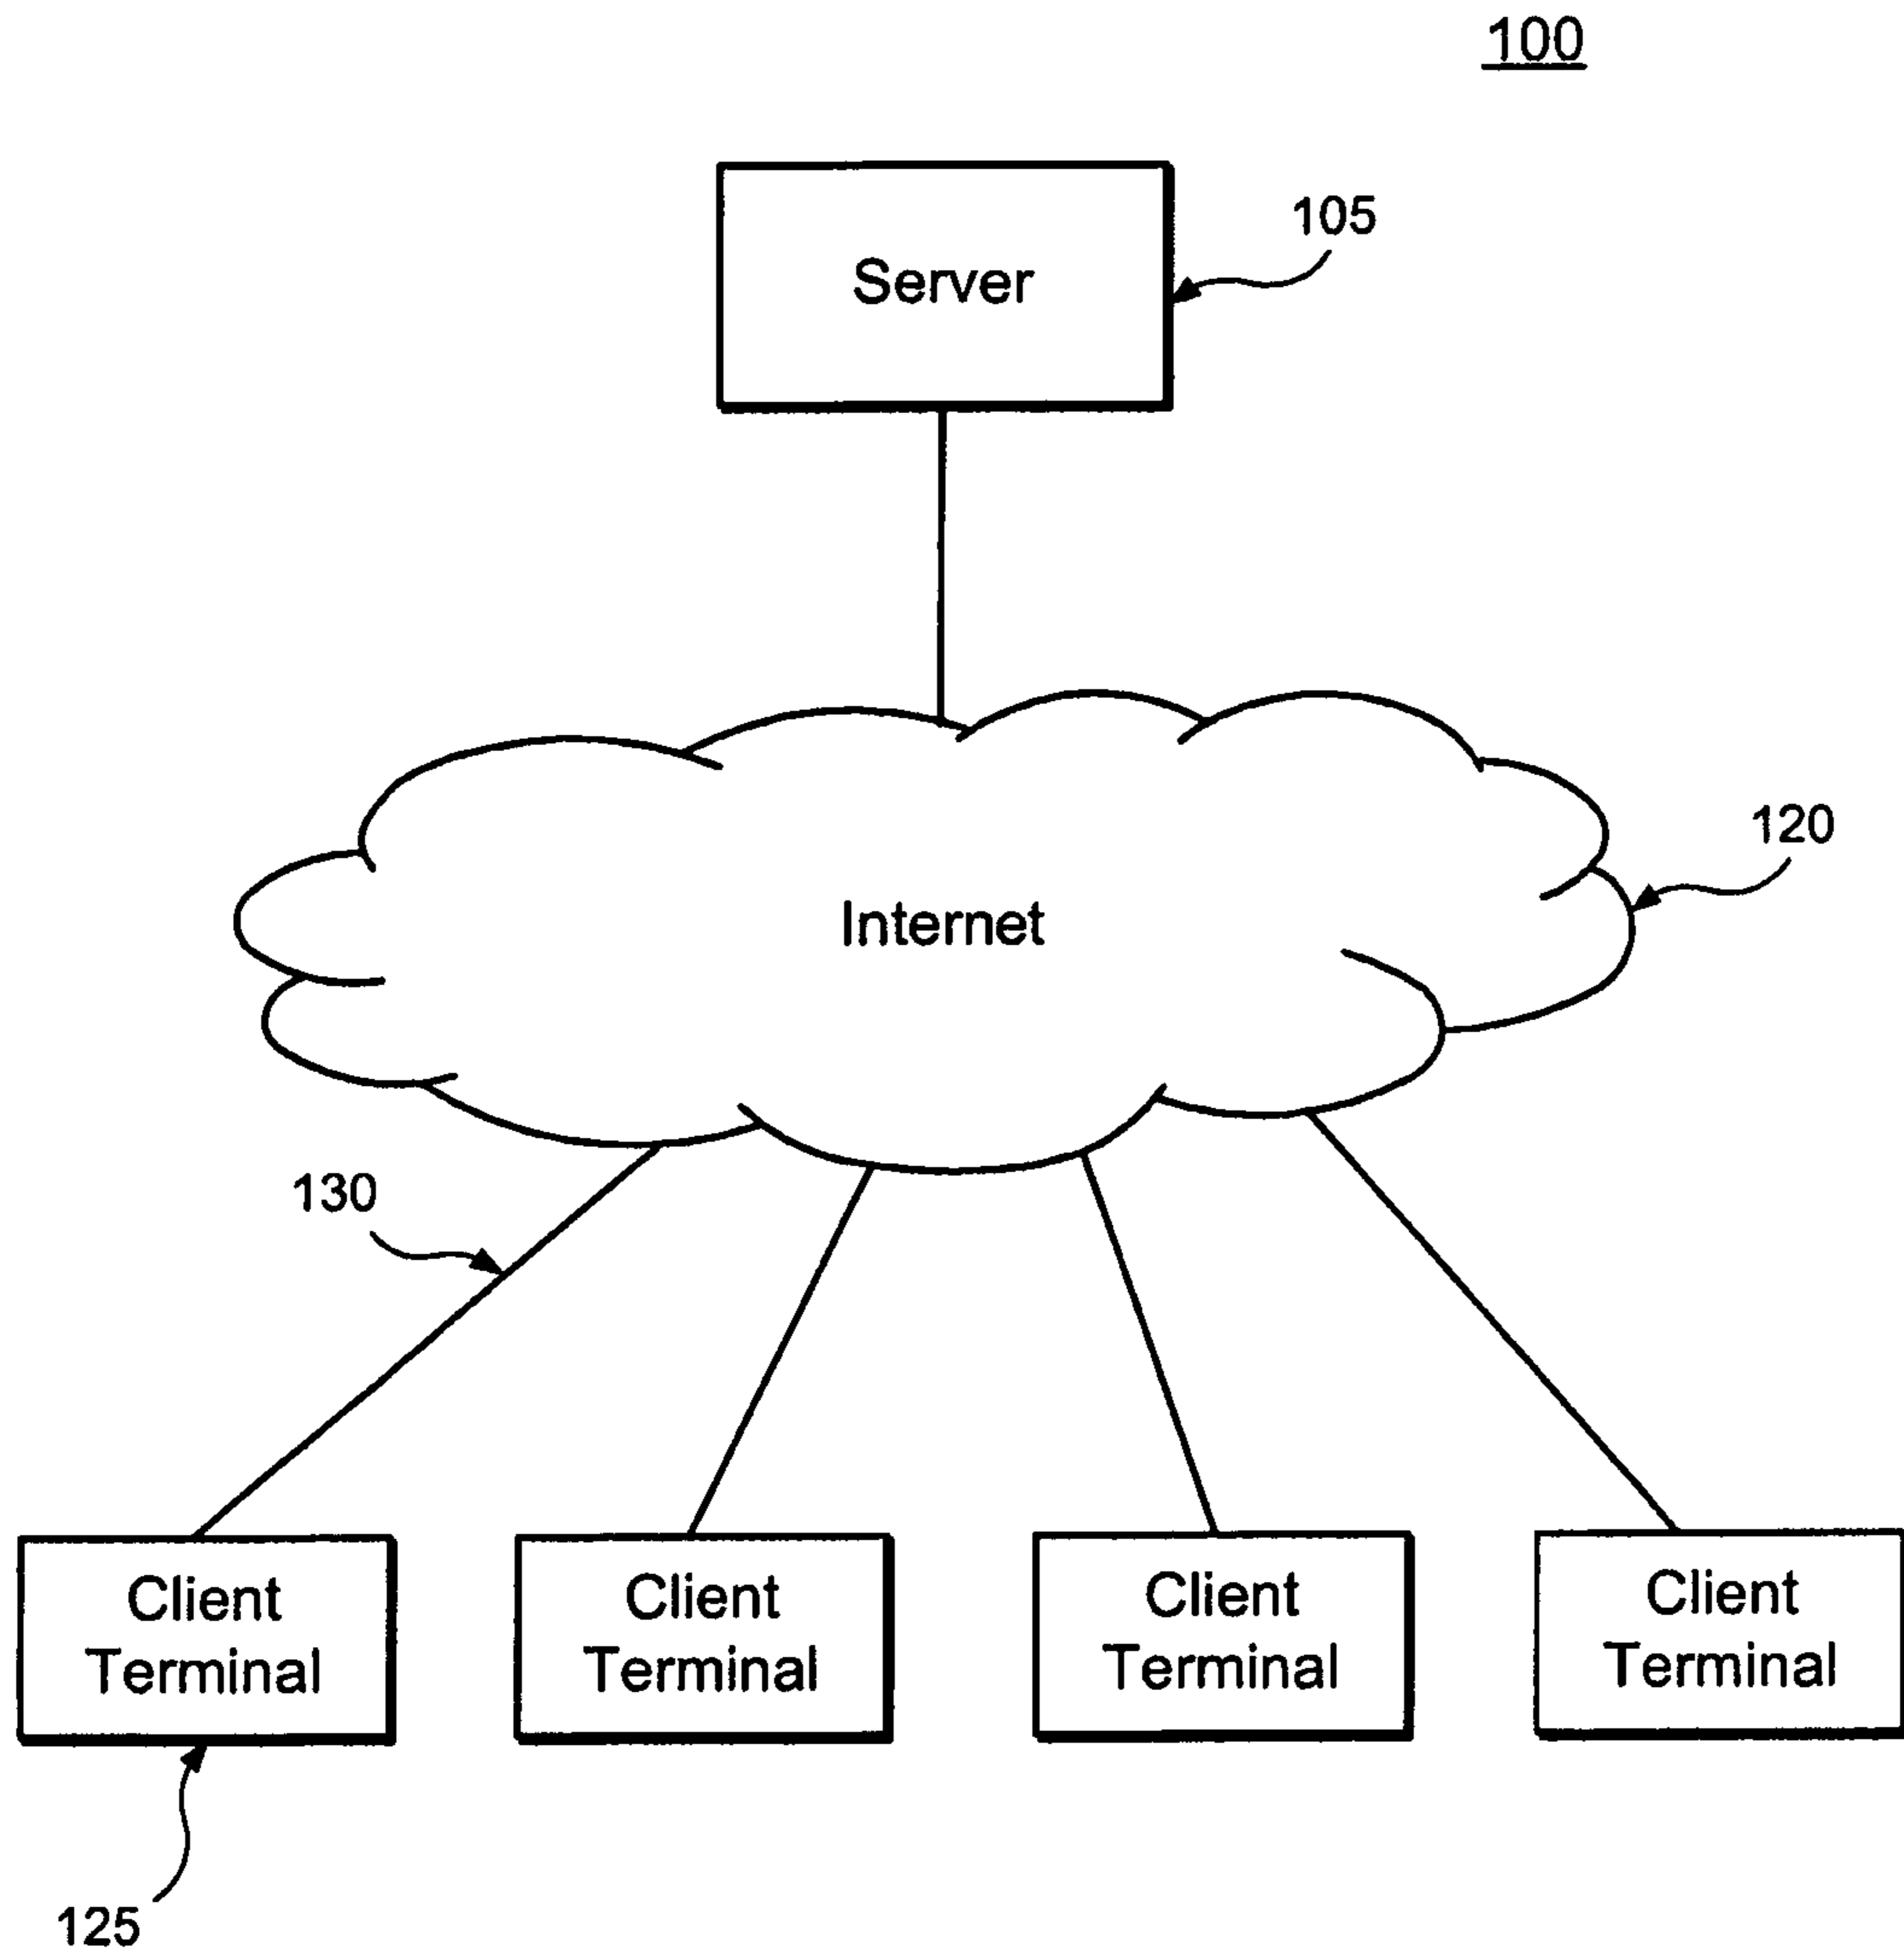 100
105
Server
120
Internet
130
Client
Terminal
Client
Terminal
Client
Terminal
Client
Terminal
125